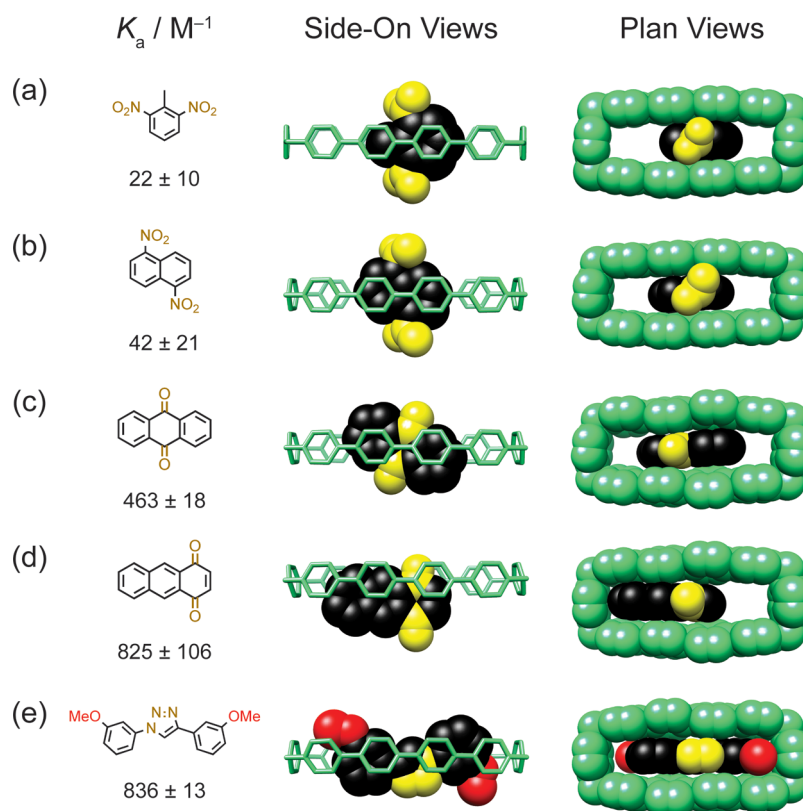 Kₐ / M⁻¹ Side-On Views Plan Views
(a)
O₂N NO₂
22 ± 10
(b)
NO₂
NO₂
42 ± 21
(c)
O
O
463 ± 18
(d)
O
O
825 ± 106
(e)
MeO N=N OMe
N
836 ± 13